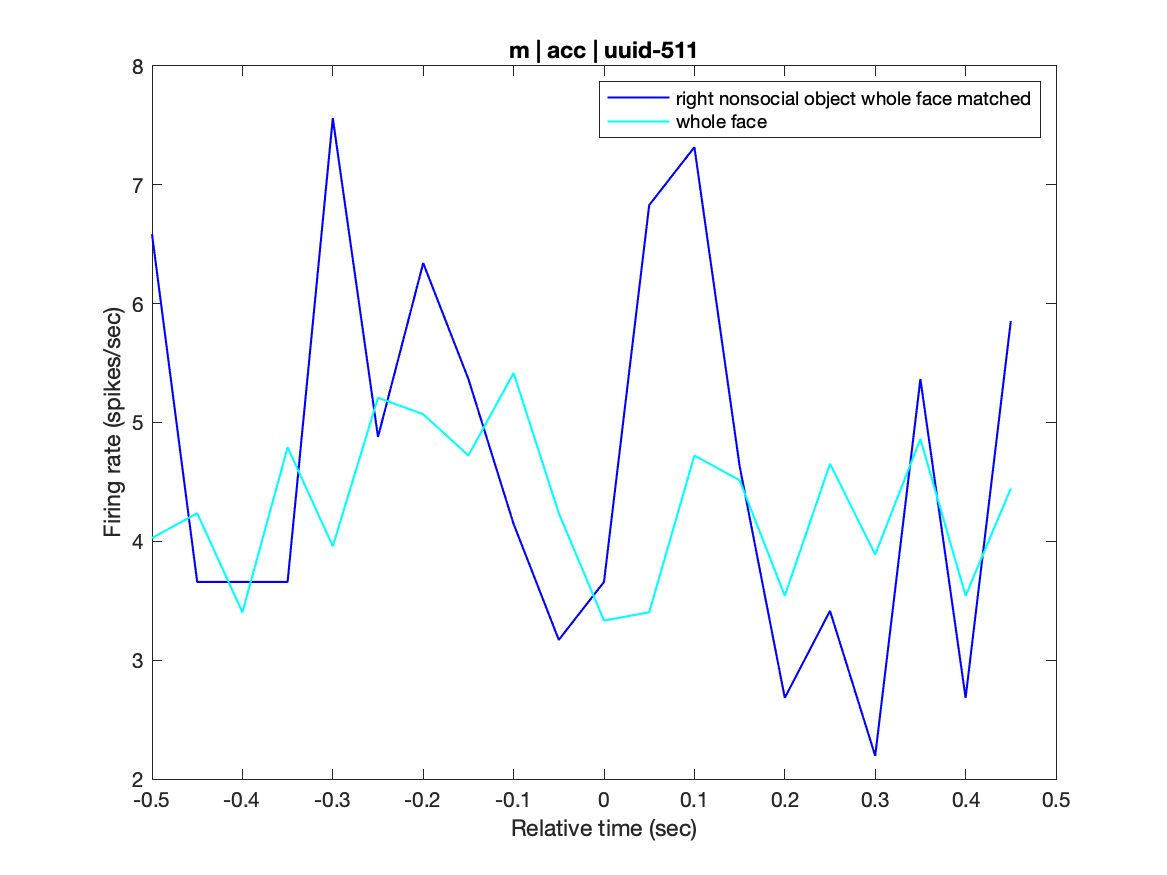 m | acc | uuid-511
right nonsocial object whole face matched
whole face
Firing rate (spikes/sec)
8
7
6
5
4
3
2
-0.5 -0.4 -0.3 -0.2 -0.1 0 0.1 0.2 0.3 0.4 0.5
Relative time (sec)